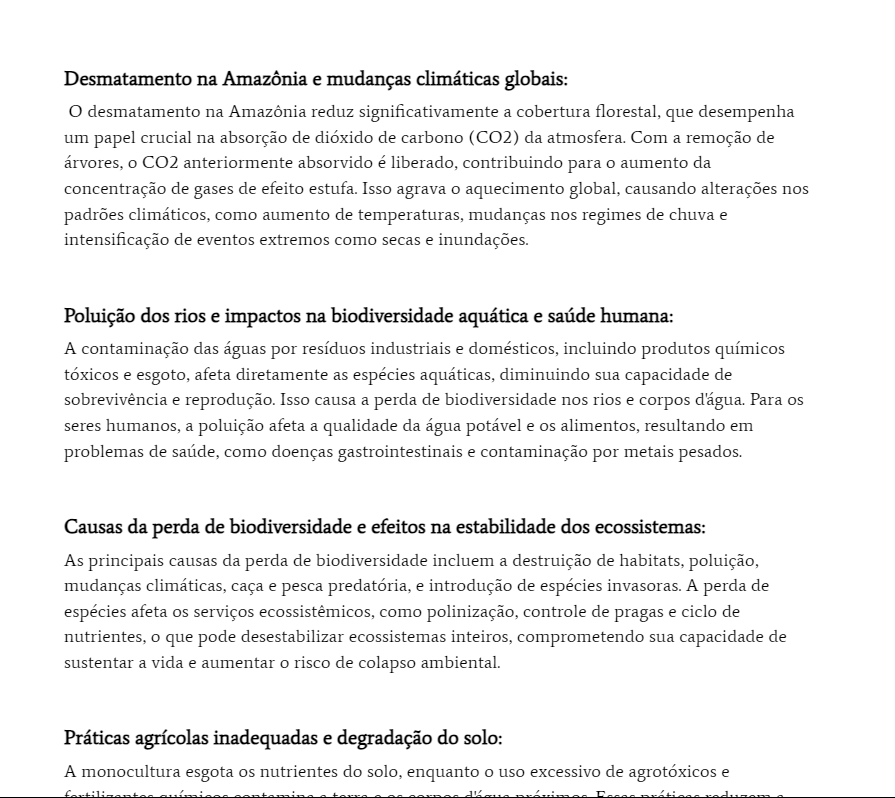 Desmatamento na Amazônia e mudanças climáticas globais:
O desmatamento na Amazônia reduz significativamente a cobertura florestal, que desempenha
um papel crucial na absorção de dióxido de carbono (CO2) da atmosfera. Com a remoção de
árvores, o CO2 anteriormente absorvido é liberado, contribuindo para o aumento da
concentração de gases de efeito estufa. Isso agrava o aquecimento global, causando alterações nos
padrões climáticos, como aumento de temperaturas, mudanças nos regimes de chuva e
intensificação de eventos extremos como secas e inundações.
Poluição dos rios e impactos na biodiversidade aquática e saúde humana:
A contaminação das águas por resíduos industriais e domésticos, incluindo produtos químicos
tóxicos e esgoto, afeta diretamente as espécies aquáticas, diminuindo sua capacidade de
sobrevivência e reprodução. Isso causa a perda de biodiversidade nos rios e corpos d'água. Para os
seres humanos, a poluição afeta a qualidade da água potável e os alimentos, resultando em
problemas de saúde, como doenças gastrointestinais e contaminação por metais pesados.
Causas da perda de biodiversidade e efeitos na estabilidade dos ecossistemas:
As principais causas da perda de biodiversidade incluem a destruição de habitats, poluição,
mudanças climáticas, caça e pesca predatória, e introdução de espécies invasoras. A perda de
espécies afeta os serviços ecossistêmicos, como polinização, controle de pragas e ciclo de
nutrientes, o que pode desestabilizar ecossistemas inteiros, comprometendo sua capacidade de
sustentar a vida e aumentar o risco de colapso ambiental.
Práticas agrícolas inadequadas e degradação do solo:
A monocultura esgota os nutrientes do solo, enquanto o uso excessivo de agrotóxicos e
fertilizantes químicos contamina a terra e os corpos d'água próximos. Essas práticas reduzem a